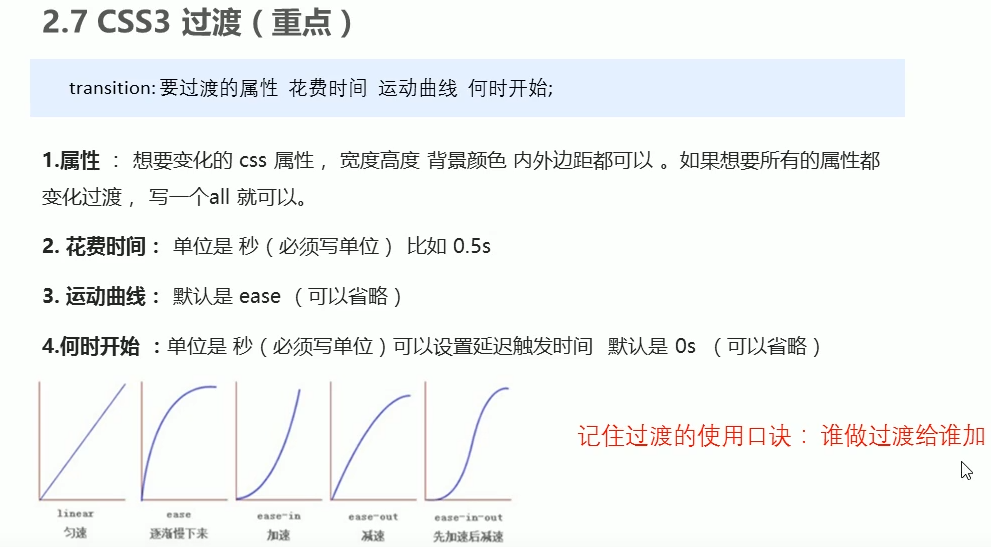 2.7 CSS3 过渡（重点）
transition: 要过渡的属性 花费时间 运动曲线 何时开始;
1.属性 ： 想要变化的 css 属性， 宽度高度 背景颜色 内外边距都可以 。如果想要所有的属性都
变化过渡， 写一个all 就可以。
2. 花费时间： 单位是 秒（必须写单位） 比如 0.5s
3. 运动曲线： 默认是 ease （可以省略）
4.何时开始 ：单位是 秒（必须写单位）可以设置延迟触发时间 默认是 0s （可以省略）
记住过渡的使用口诀： 谁做过渡给谁加
linear ease ease-in ease-out ease-in-out
匀速 逐渐慢下来 加速 减速 先加速后减速